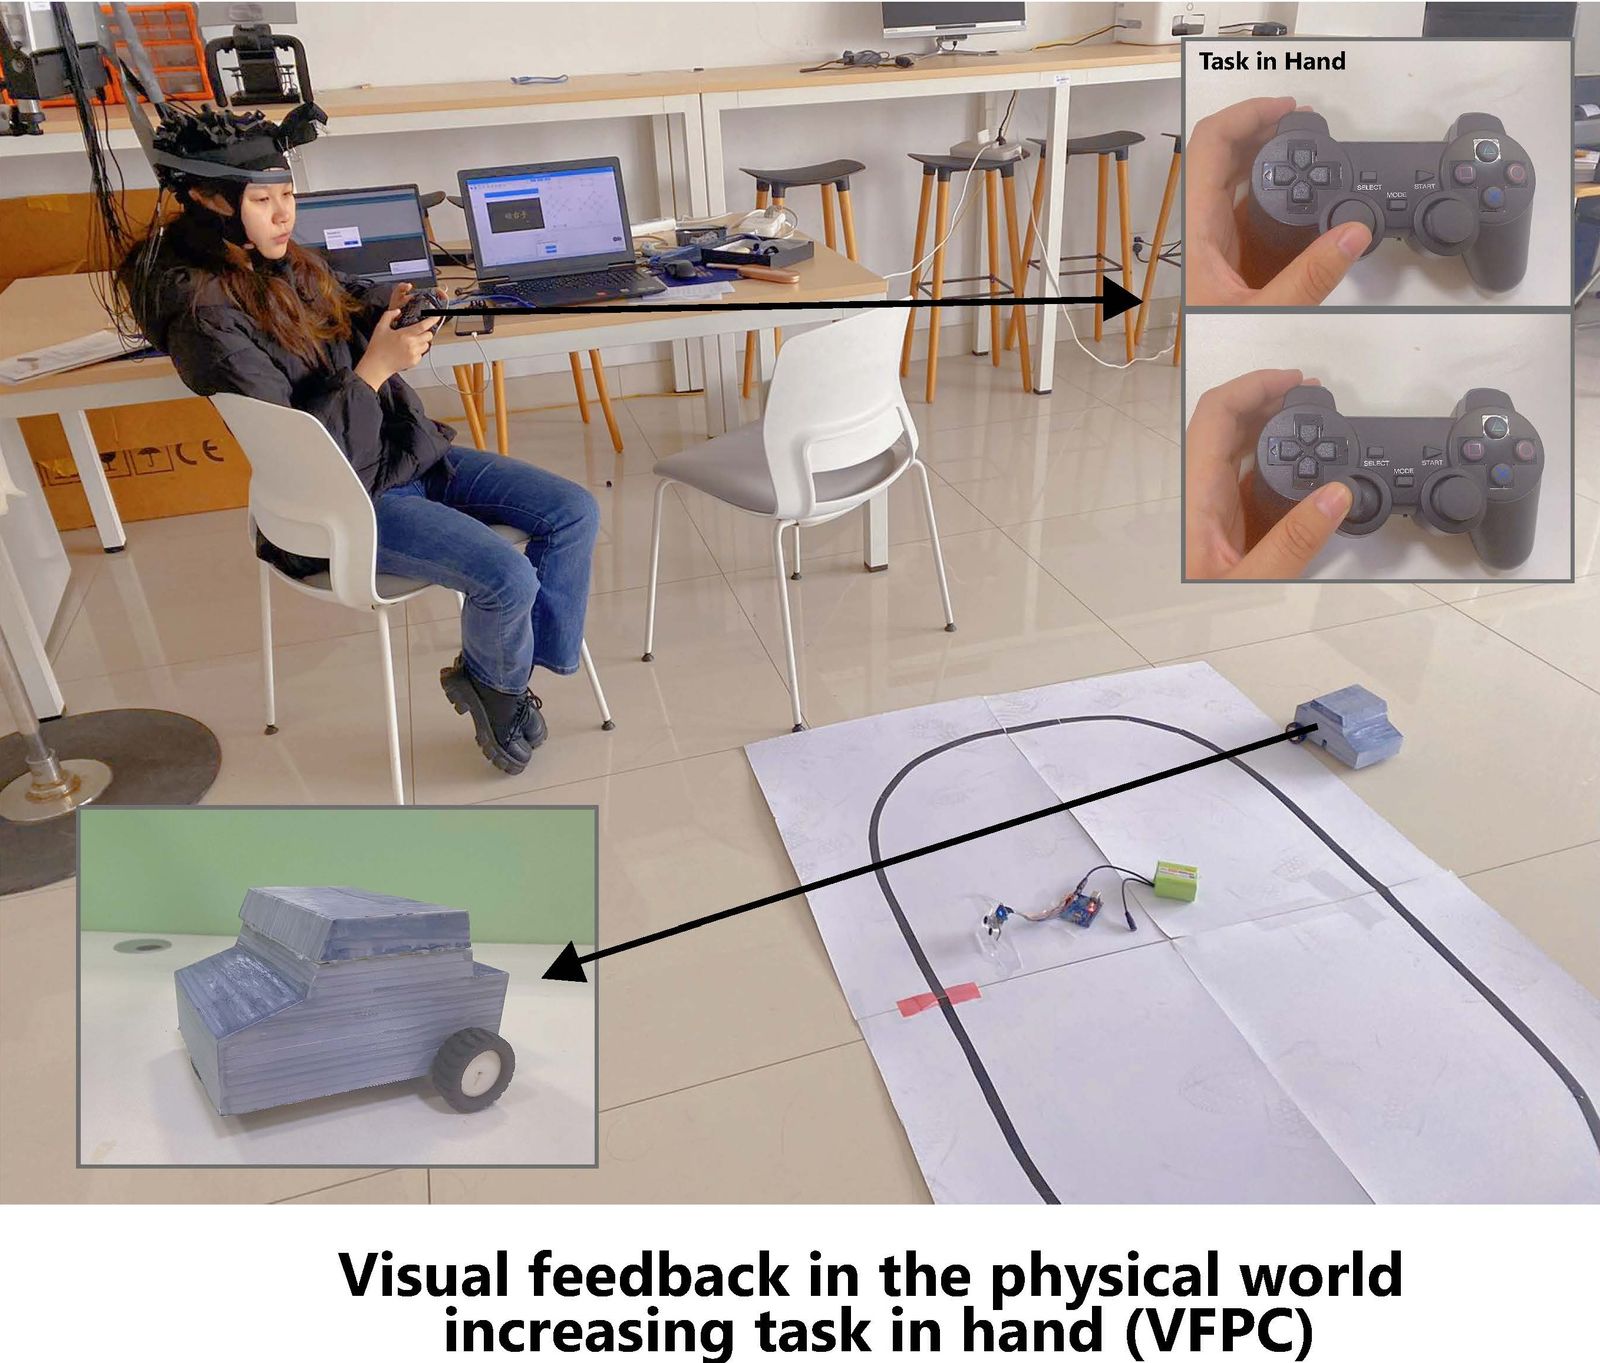 Task in Hand
SELECT
START
MODE
SELECT
START
MODE
CE
Visual feedback in the physical world
increasing task in hand (VFPC)